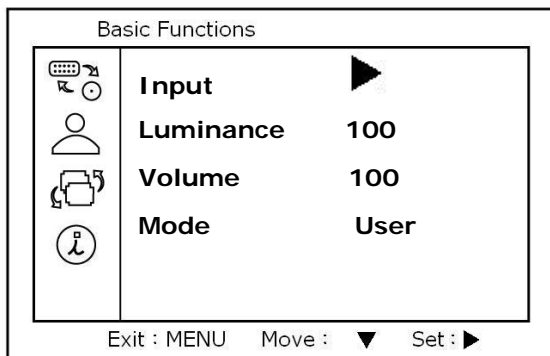 Basic Functions
Input ▶
Luminance 100
Volume 100
Mode User
Exit : MENU Move : ▼ Set : ▶